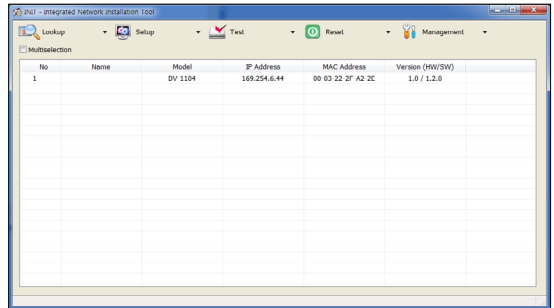 INIT - Integrated Network Installation Tool
Lookup Setup Test Reset Management
Multiselection
No Name Model IP Address MAC Address Version (HW/SW)
1 DV-1104 169.254.6.44 00-03-22-2F-A2-2E 1.0 / 1.2.0